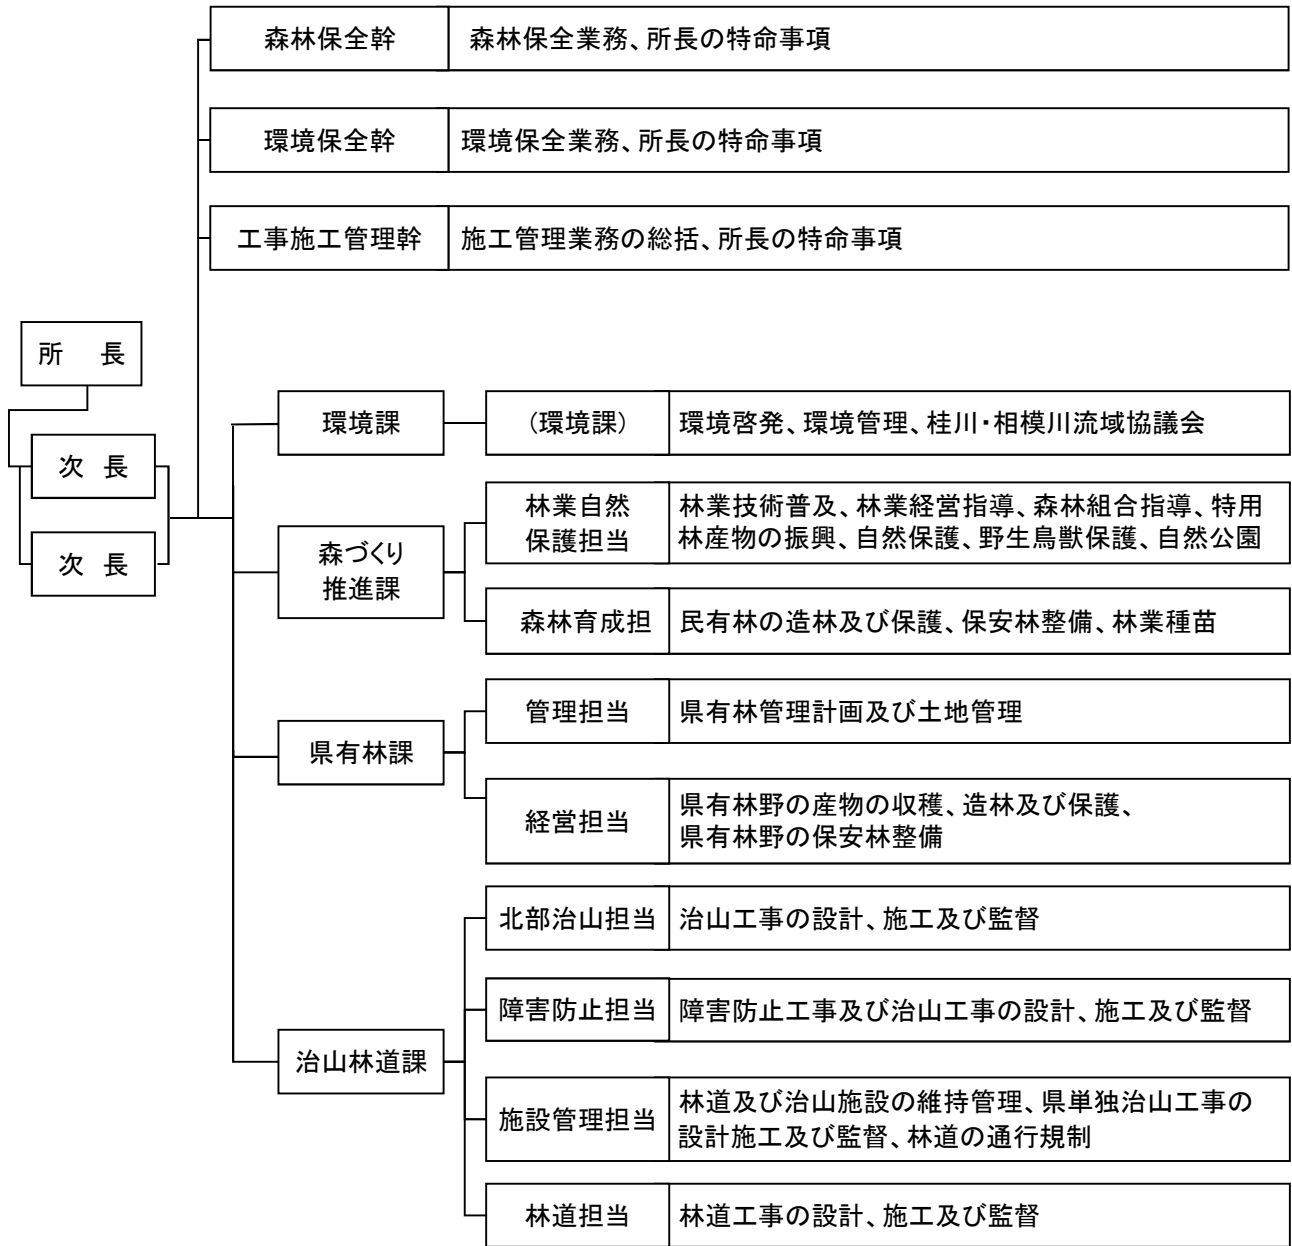 森林保全幹
森林保全業務、所長の特命事項
環境保全幹
環境保全業務、所長の特命事項
工事施工管理幹
施工管理業務の総括、所長の特命事項
所　長
次 長
次 長
環境課
(環境課)
環境啓発、環境管理、桂川・相模川流域協議会
森づくり
推進課
林業自然
保護担当
林業技術普及、林業経営指導、森林組合指導、特用
林産物の振興、自然保護、野生鳥獣保護、自然公園
森林育成担
民有林の造林及び保護、保安林整備、林業種苗
県有林課
管理担当
県有林管理計画及び土地管理
経営担当
県有林野の産物の収穫、造林及び保護、
県有林野の保安林整備
治山林道課
北部治山担当
治山工事の設計、施工及び監督
障害防止担当
障害防止工事及び治山工事の設計、施工及び監督
施設管理担当
林道及び治山施設の維持管理、県単独治山工事の
設計施工及び監督、林道の通行規制
林道担当
林道工事の設計、施工及び監督